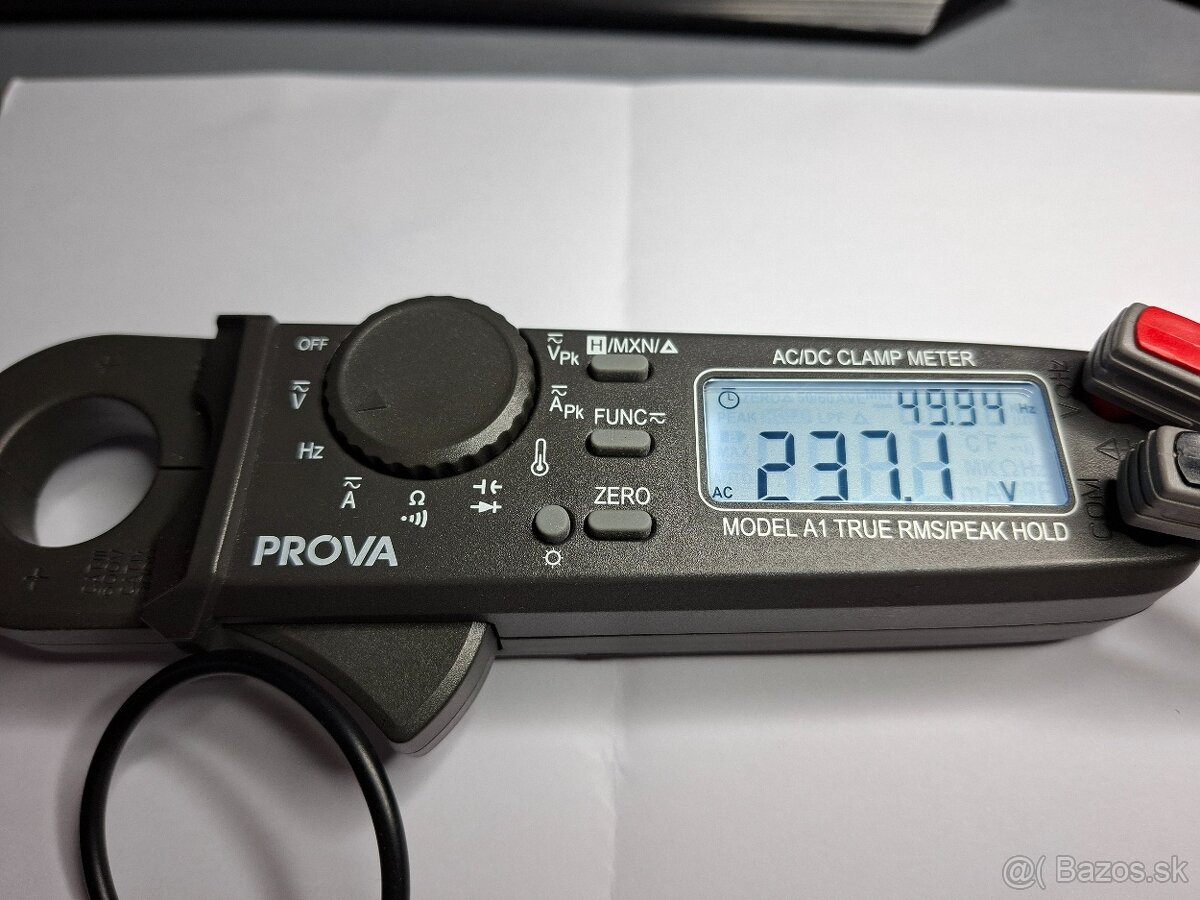 OFF
V
Hz
A
Ω
VPk
APk
H/MXN/△
FUNC
ZERO
PROVA
AC/DC CLAMP METER
49.94 Hz
AC 237.1 V
MODEL A1 TRUE RMS/PEAK HOLD
COM
@( Bazos.sk